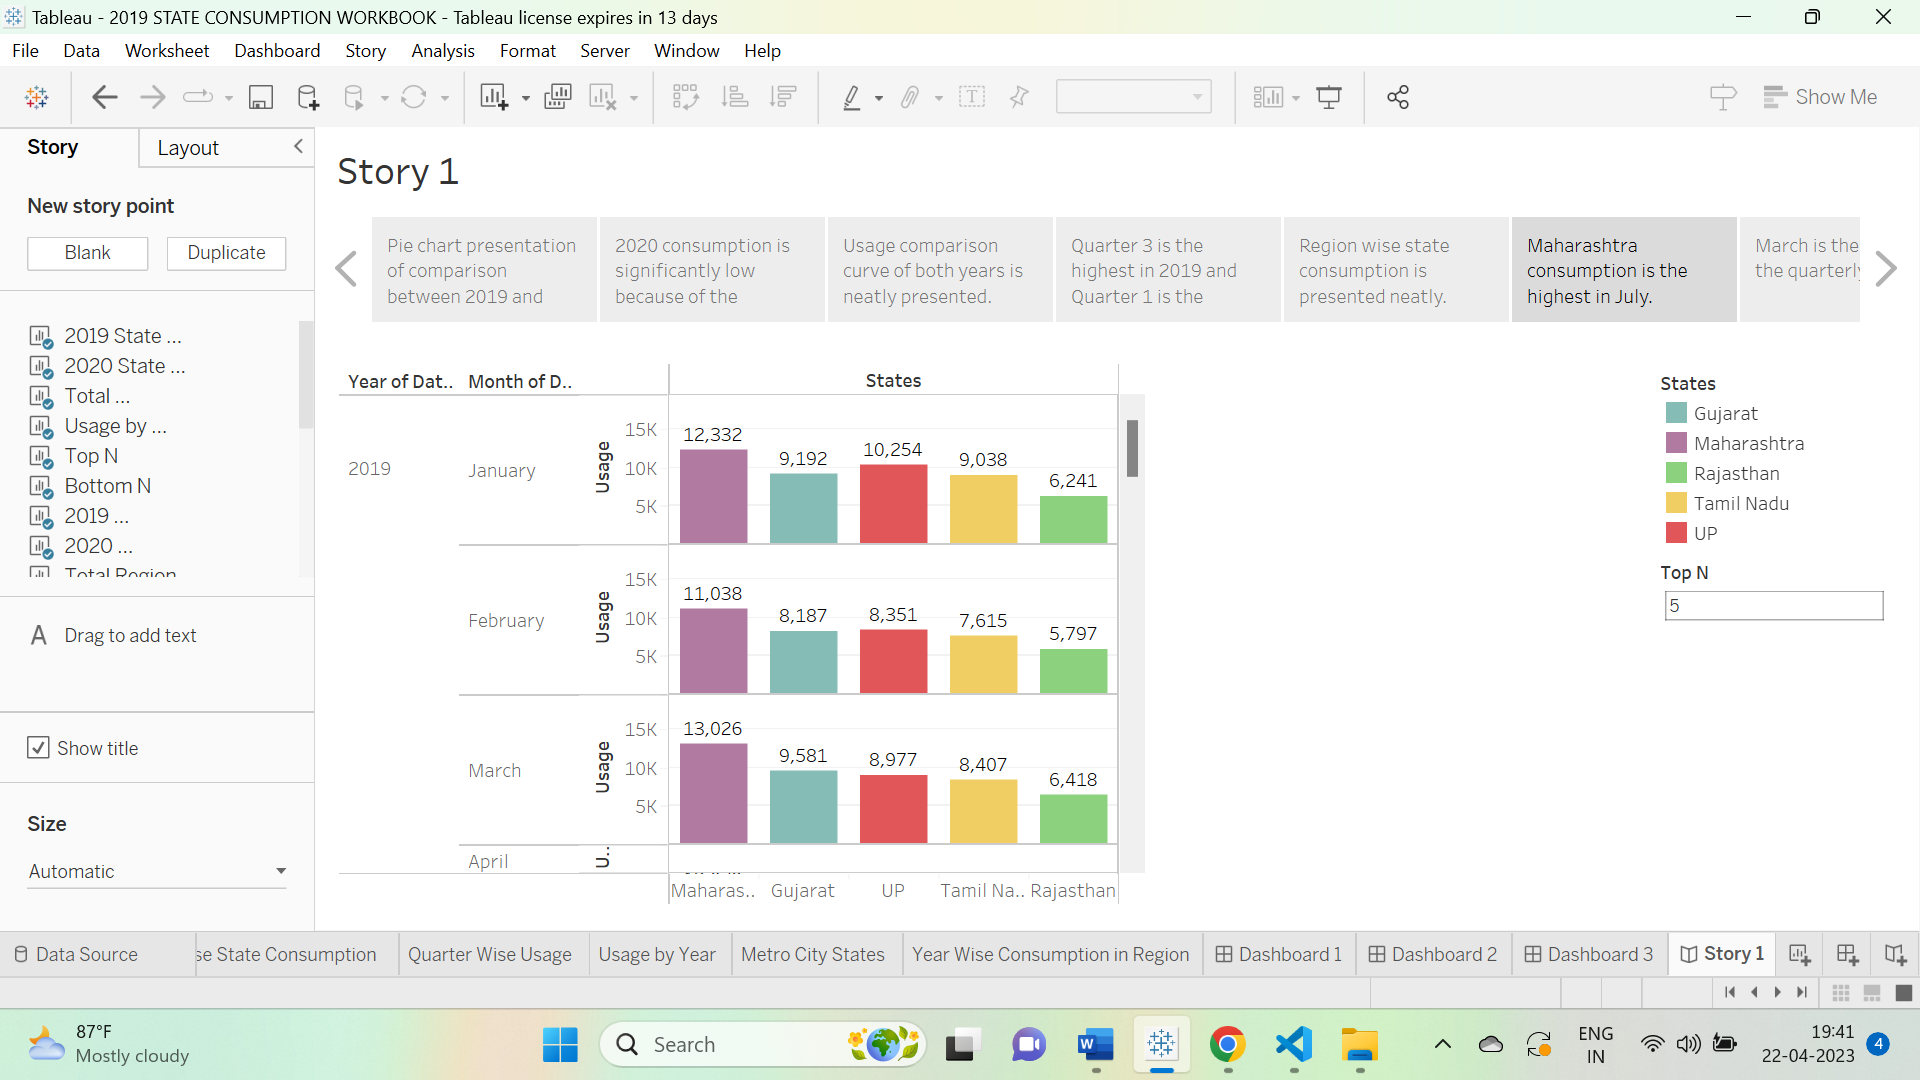 Tableau - 2019 STATE CONSUMPTION WORKBOOK - Tableau license expires in 13 days
File Data Worksheet Dashboard Story Analysis Format Server Window Help
Show Me
Story Layout
New story point
Blank Duplicate
2019 State ...
2020 State ...
Total ...
Usage by ...
Top N
Bottom N
2019 ...
2020 ...
Total Region
A Drag to add text
Show title
Size
Automatic
Story 1
Pie chart presentation
of comparison
between 2019 and
2020 consumption is
significantly low
because of the
Usage comparison
curve of both years is
neatly presented.
Quarter 3 is the
highest in 2019 and
Quarter 1 is the
Region wise state
consumption is
presented neatly.
Maharashtra
consumption is the
highest in July.
March is the
the quarterly
Year of Dat.. Month of D.. States
2019
January
Usage
15K
10K
5K
12,332 9,192 10,254 9,038 6,241
February
Usage
15K
10K
5K
11,038 8,187 8,351 7,615 5,797
March
Usage
15K
10K
5K
13,026 9,581 8,977 8,407 6,418
April
U..
Maharas.. Gujarat UP Tamil Na.. Rajasthan
States
Gujarat
Maharashtra
Rajasthan
Tamil Nadu
UP
Top N
5
Data Source se State Consumption Quarter Wise Usage Usage by Year Metro City States Year Wise Consumption in Region Dashboard 1 Dashboard 2 Dashboard 3 Story 1
87°F
Mostly cloudy
Search
ENG
IN
19:41
22-04-2023
4